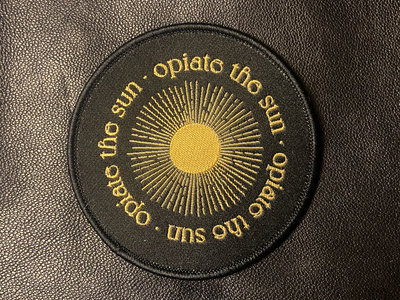 opiate the sun · opiate the sun · opiate the sun ·